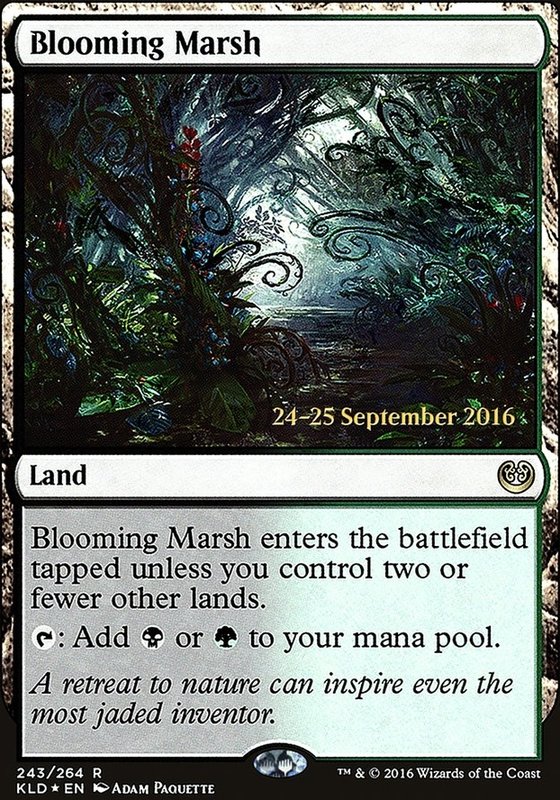 Blooming Marsh
24–25 September 2016
Land
Blooming Marsh enters the battlefield
tapped unless you control two or
fewer other lands.
: Add or to your mana pool.
A retreat to nature can inspire even the
most jaded inventor.
243/264 R
KLD ★ EN Adam Paquette
™ & © 2016 Wizards of the Coast